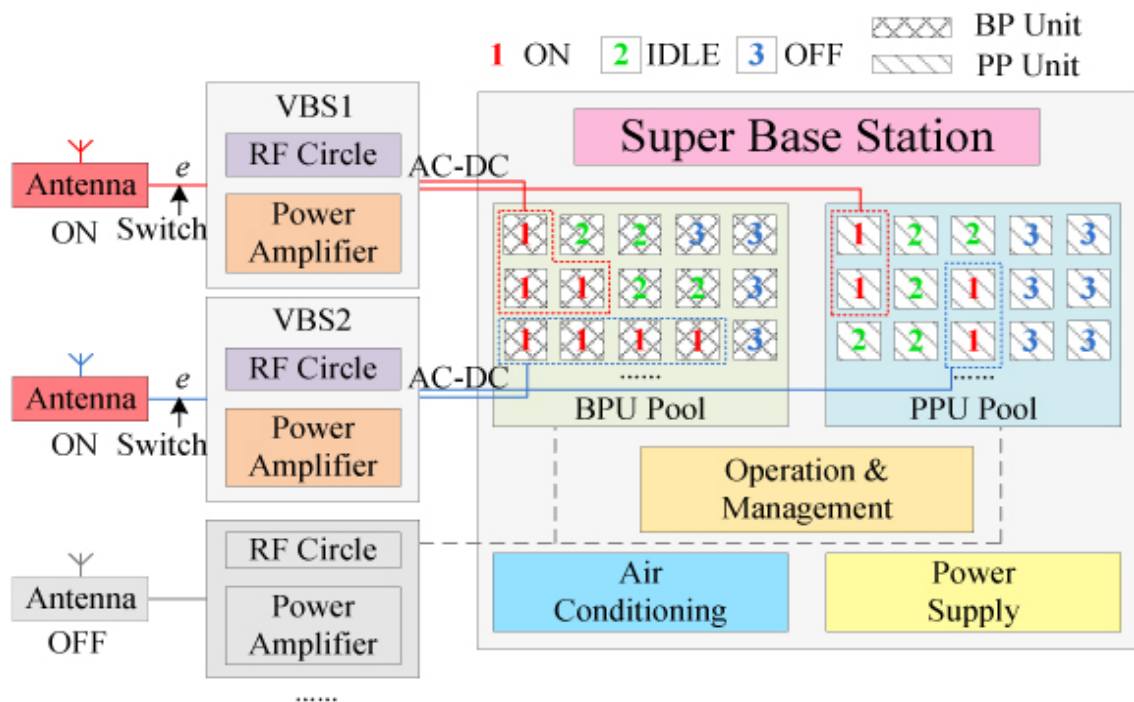 1 ON 2 IDLE 3 OFF
BP Unit
PP Unit
VBS1
RF Circle
Power
Amplifier
Antenna
ON
e
Switch
AC-DC
Super Base Station
1 2 2 3 3
1 1 2 2 3
1 1 1 1 3
......
BPU Pool
1 2 2 3 3
1 2 1 3 3
2 2 1 3 3
......
PPU Pool
VBS2
RF Circle
Power
Amplifier
Antenna
ON
e
Switch
AC-DC
Operation &
Management
Air
Conditioning
Power
Supply
RF Circle
Power
Amplifier
Antenna
OFF
......